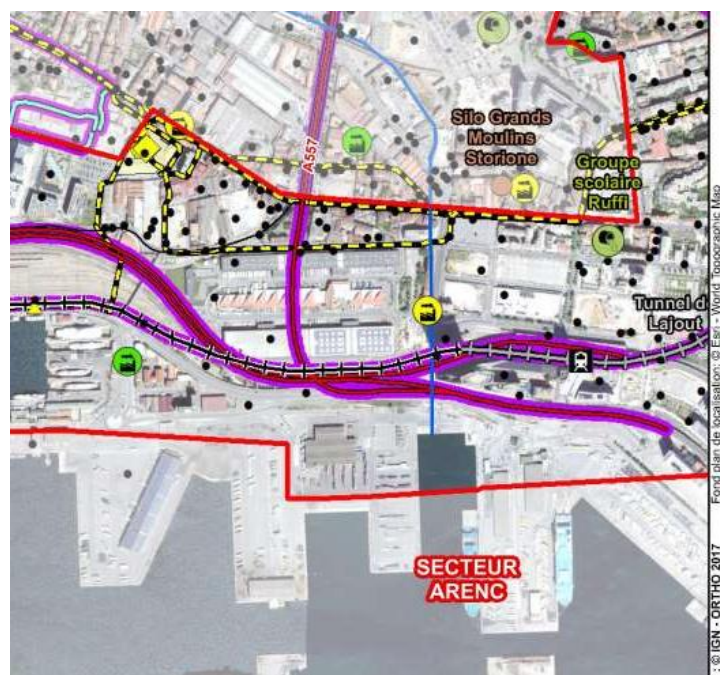 A557
Silo Grands
Moulins
Storione
Groupe
scolaire
Ruffi
Tunnel d
Lajout
SECTEUR
ARENC
: © IGN - ORTHO 2017 Fond plan de localisation: © Esri - World Topographic Map